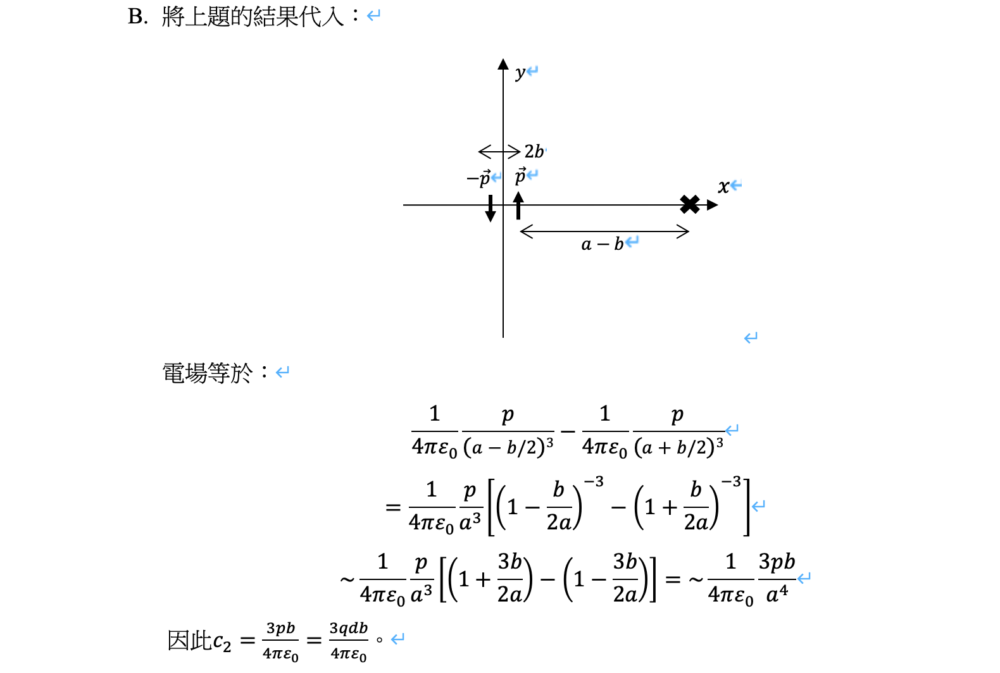 B. 將上題的結果代入：↵
y↵
2b
−p⃗↵ p⃗↵
x↵
a − b↵
↵
電場等於：↵
1/(4πε₀) p/(a − b/2)³ − 1/(4πε₀) p/(a + b/2)³↵
= 1/(4πε₀) p/a³ [(1 − b/2a)⁻³ − (1 + b/2a)⁻³]↵
~ 1/(4πε₀) p/a³ [(1 + 3b/2a) − (1 − 3b/2a)] = ~ 1/(4πε₀) 3pb/a⁴↵
因此c₂ = 3pb/(4πε₀) = 3qdb/(4πε₀)。↵